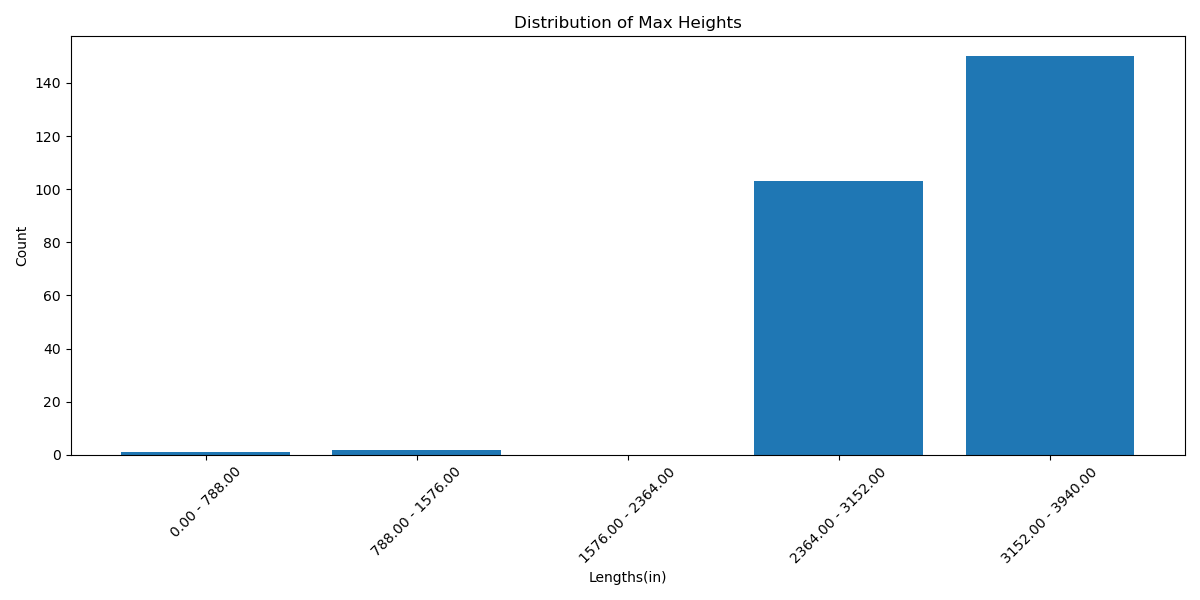 Distribution of Max Heights
Count
140
120
100
80
60
40
20
0
0.00 - 788.00
788.00 - 1576.00
1576.00 - 2364.00
2364.00 - 3152.00
3152.00 - 3940.00
Lengths(in)